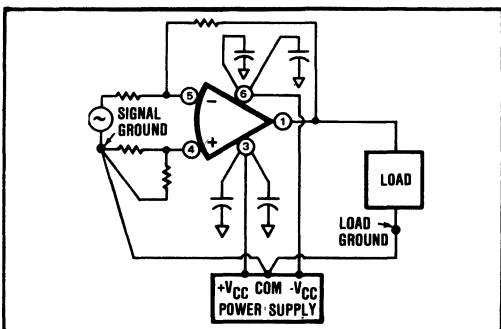 6
5
−
SIGNAL
GROUND
1
+
4
3
LOAD
LOAD
GROUND
+VCC COM -VCC
POWER SUPPLY